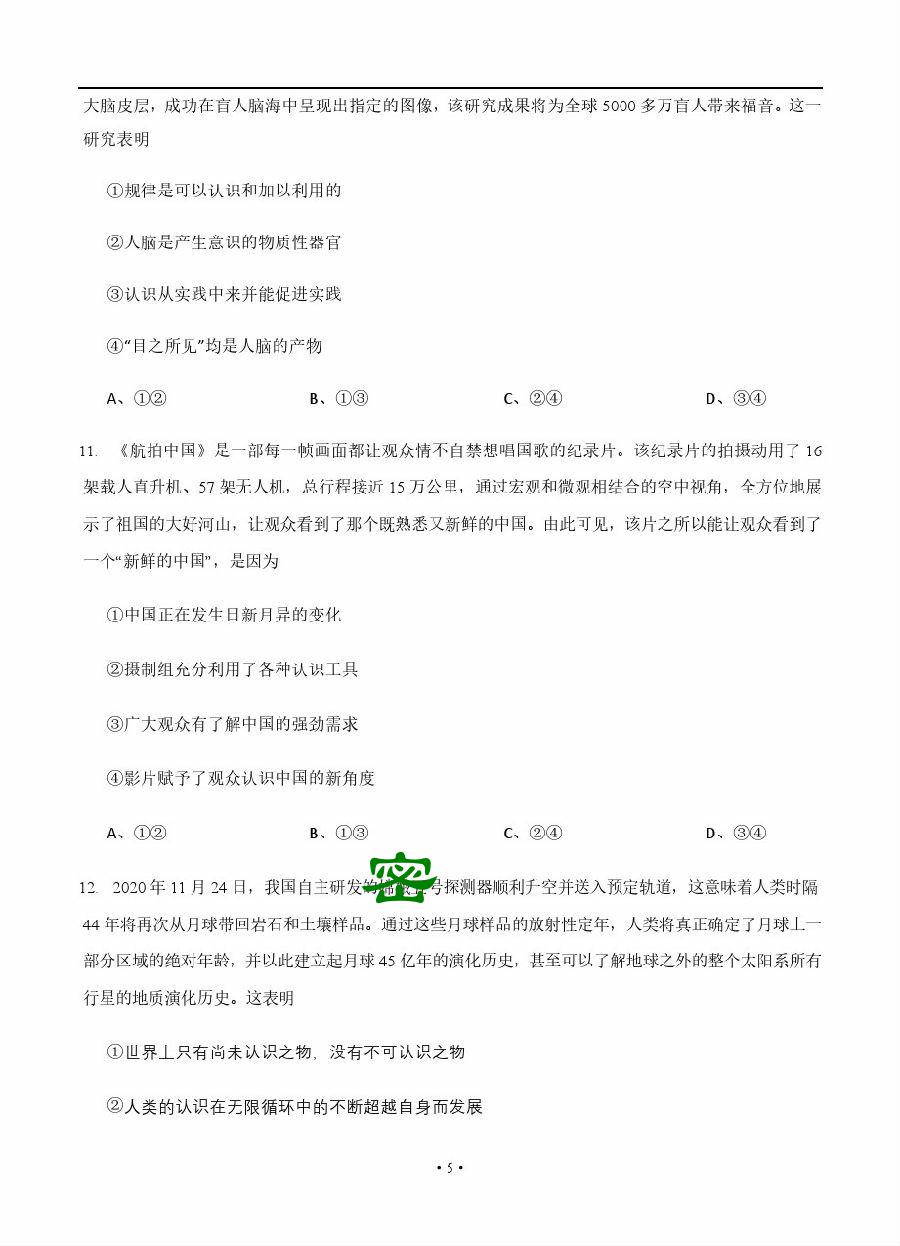 大脑皮层，成功在盲人脑海中呈现出指定的图像，该研究成果将为全球 5000 多万盲人带来福音。这一
研究表明
①规律是可以认识和加以利用的
②人脑是产生意识的物质性器官
③认识从实践中来并能促进实践
④“目之所见”均是人脑的产物
A、①② B、①③ C、②④ D、③④
11. 《航拍中国》是一部每一帧画面都让观众情不自禁想唱国歌的纪录片。该纪录片的拍摄动用了 16
架载人直升机、57 架无人机，总行程接近 15 万公里，通过宏观和微观相结合的空中视角，全方位地展
示了祖国的大好河山，让观众看到了那个既熟悉又新鲜的中国。由此可见，该片之所以能让观众看到了
一个“新鲜的中国”，是因为
①中国正在发生日新月异的变化
②摄制组充分利用了各种认识工具
③广大观众有了解中国的强劲需求
④影片赋予了观众认识中国的新角度
A、①② B、①③ C、②④ D、③④
密
12. 2020 年 11 月 24 日，我国自主研发的号探测器顺利升空并送入预定轨道，这意味着人类时隔
44 年将再次从月球带回岩石和土壤样品。通过这些月球样品的放射性定年，人类将真正确定了月球上一
部分区域的绝对年龄，并以此建立起月球 45 亿年的演化历史，甚至可以了解地球之外的整个太阳系所有
行星的地质演化历史。这表明
①世界上只有尚未认识之物，没有不可认识之物
②人类的认识在无限循环中的不断超越自身而发展
• 5 •